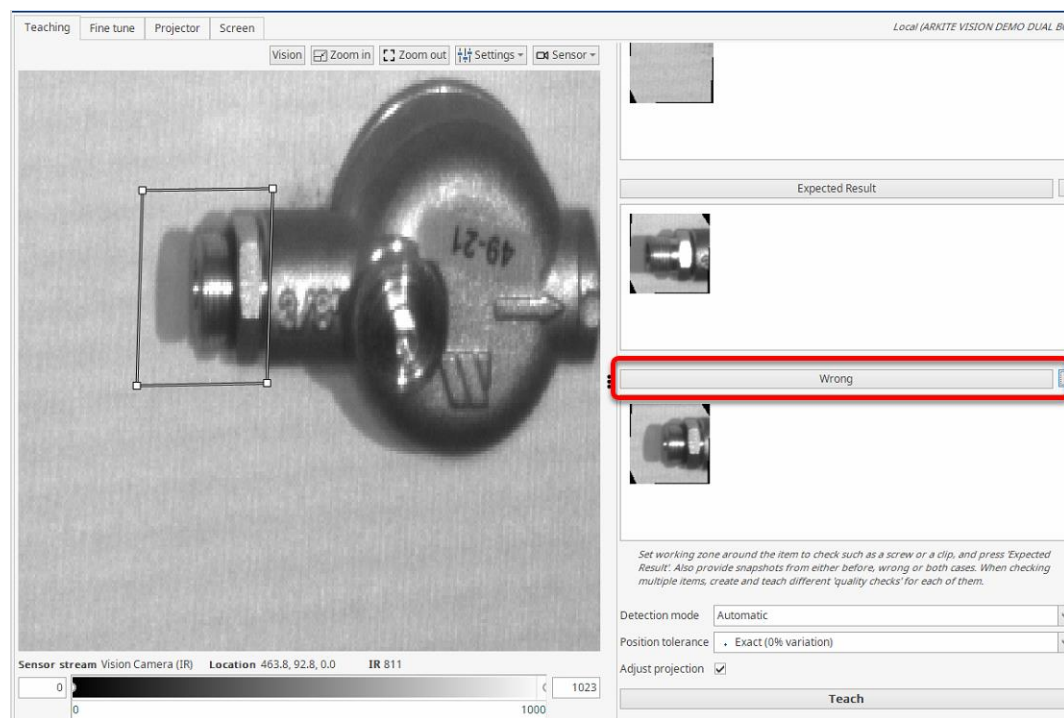 Teaching
Fine tune
Projector
Screen
Local (ARKITE VISION DEMO DUAL B
Vision
Zoom in
Zoom out
Settings
Sensor
49-21
3/8
Expected Result
Wrong
Set working zone around the item to check such as a screw or a clip, and press 'Expected
Result'. Also provide snapshots from either before, wrong or both cases. When checking
multiple items, create and teach different 'quality checks' for each of them.
Detection mode Automatic
Position tolerance Exact (0% variation)
Adjust projection
Teach
Sensor stream Vision Camera (IR) Location 463.8, 92.8, 0.0 IR 811
0 1023
0 1000